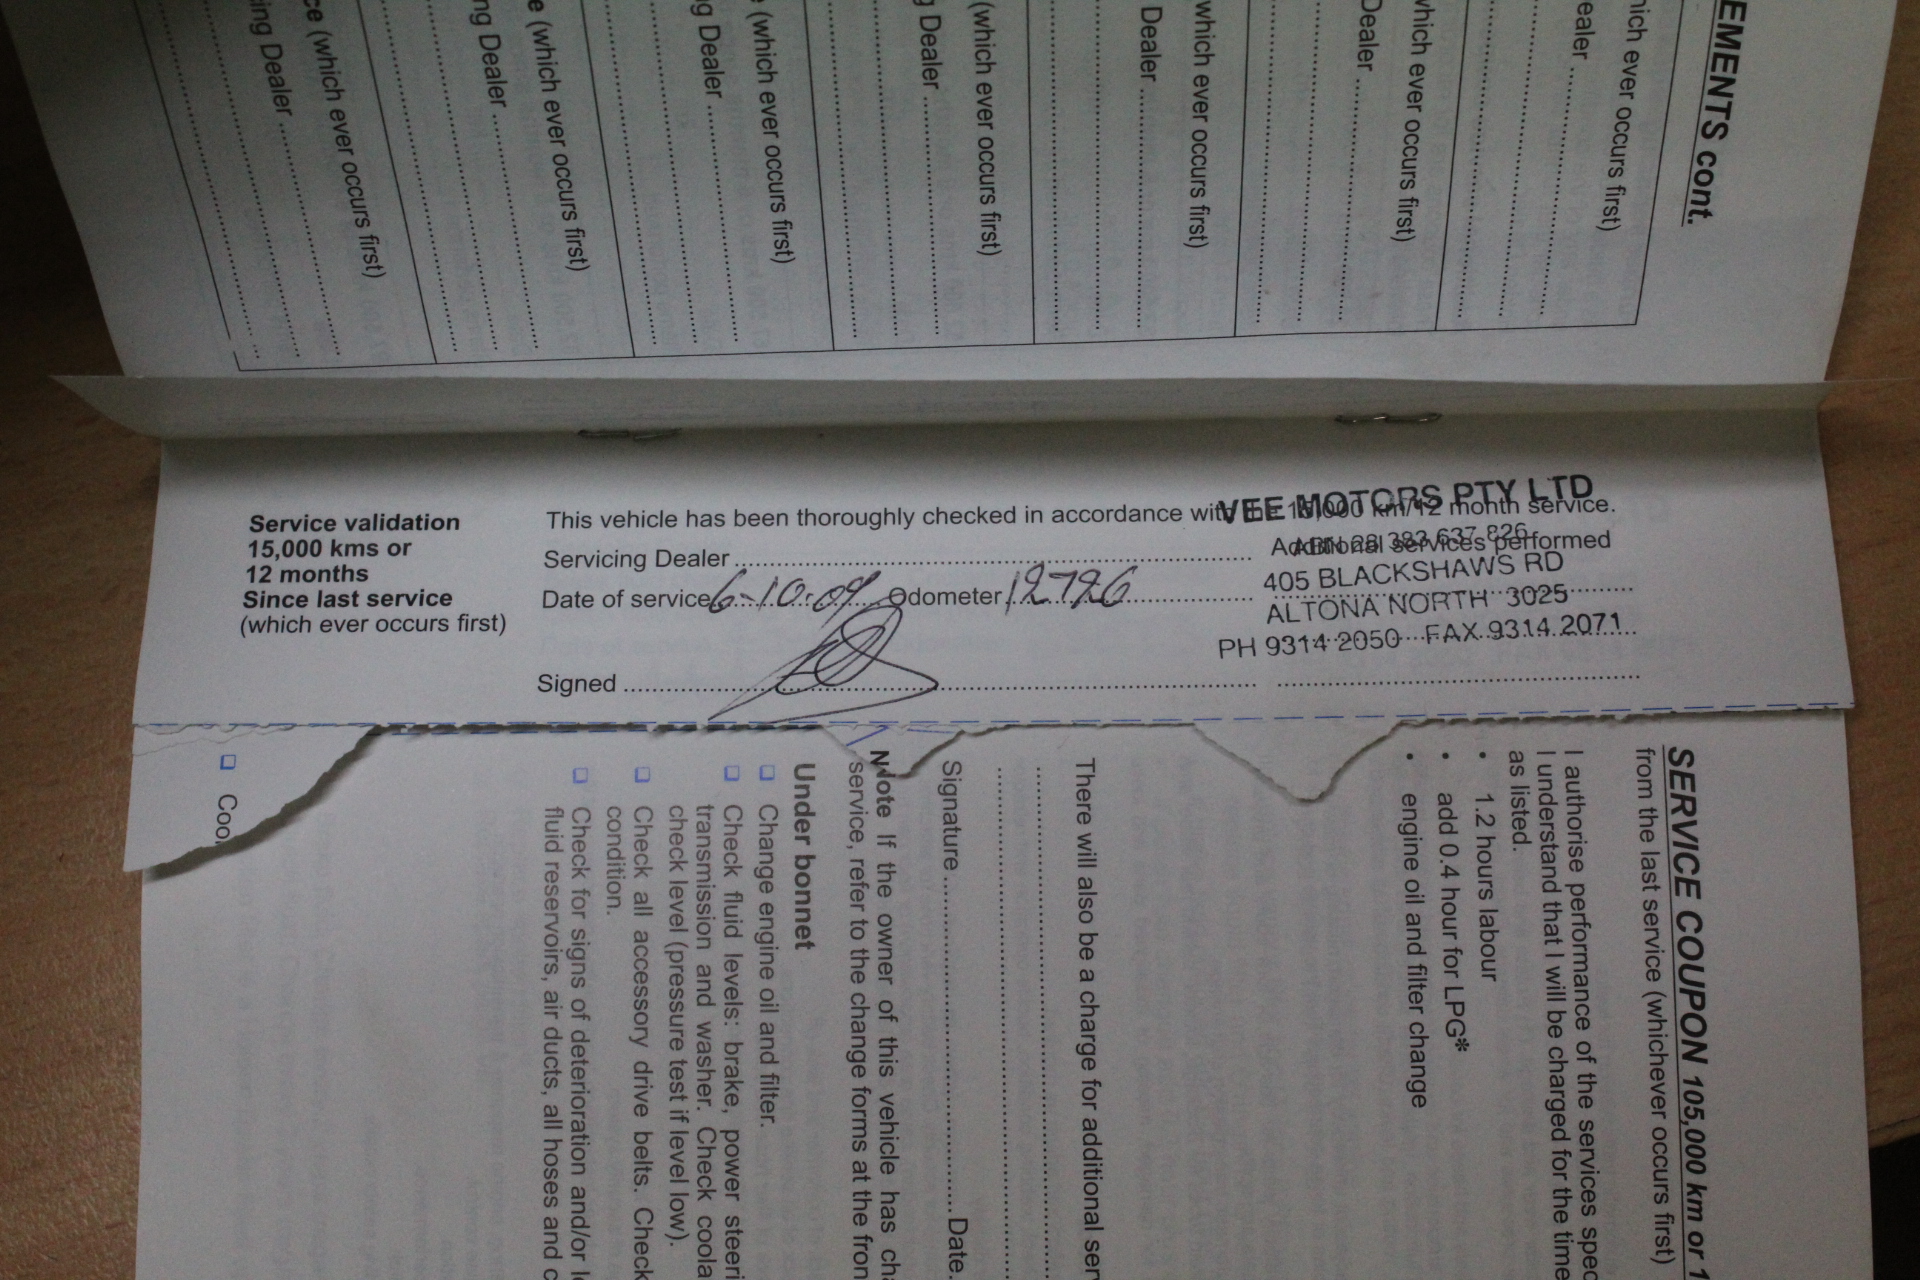 EMENTS cont.
hich ever occurs first)
ealer
which ever occurs first)
Dealer
which ever occurs first)
Dealer
(which ever occurs first)
g Dealer
e (which ever occurs first)
ng Dealer
e (which ever occurs first)
ng Dealer
ce (which ever occurs first)
ing Dealer
Service validation
15,000 kms or
12 months
Since last service
(which ever occurs first)
This vehicle has been thoroughly checked in accordance with the 15,000 km/12 month service.
Servicing Dealer
Additional services performed
Date of service 6-10-09 Odometer 12726
Signed
VEE MOTORS PTY LTD
ABN 28 383 637 826
405 BLACKSHAWS RD
ALTONA NORTH 3025
PH 9314 2050 FAX 9314 2071
SERVICE COUPON 105,000 km or 1
from the last service (whichever occurs first)
I authorise performance of the services spec
I understand that I will be charged for the time
as listed.
• 1.2 hours labour
• add 0.4 hour for LPG*
• engine oil and filter change
There will also be a charge for additional serv
Signature Date
Note If the owner of this vehicle has cha
service, refer to the change forms at the fron
Under bonnet
❑ Change engine oil and filter.
❑ Check fluid levels: brake, power steeri
transmission and washer. Check coola
check level (pressure test if level low).
❑ Check all accessory drive belts. Check
condition.
❑ Check for signs of deterioration and/or le
fluid reservoirs, air ducts, all hoses and c
❑ Coo